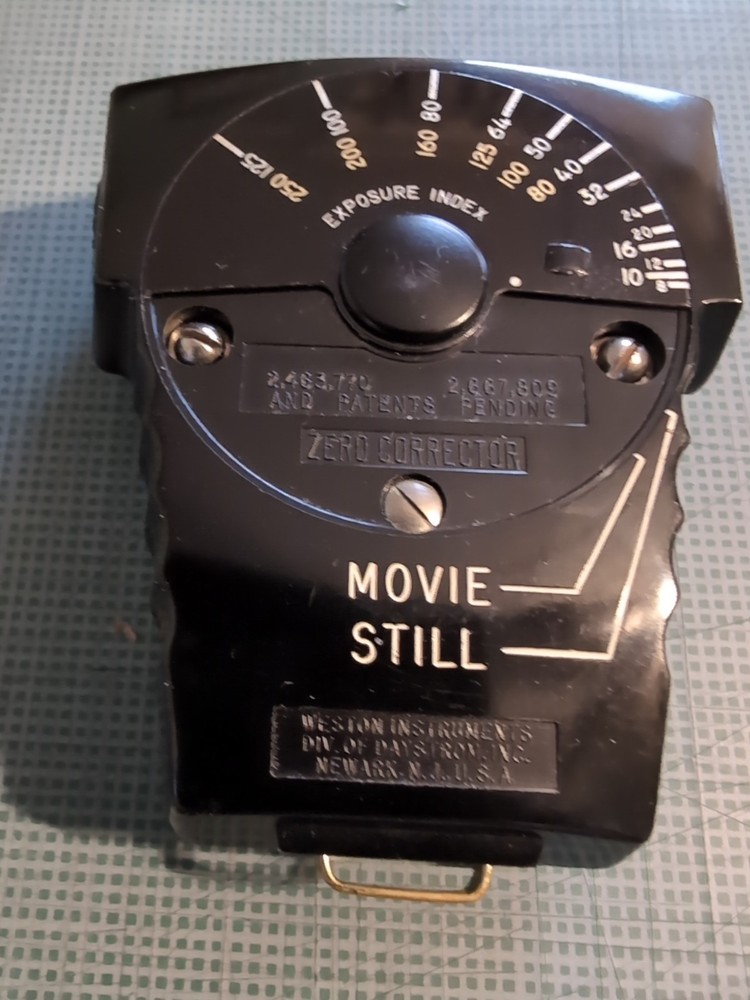 125 100 80 64 50 40 32 24 20 16 12 10 8
250 200 160 125 100 80
EXPOSURE INDEX
2,463,770 2,667,809
AND PATENTS PENDING
ZERO CORRECTOR
MOVIE
STILL
WESTON INSTRUMENTS
DIV. OF DAYSTROM, INC.
NEWARK, N.J., U.S.A